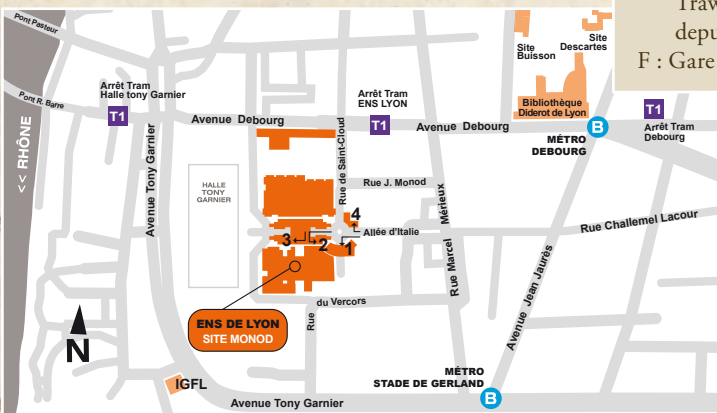 Pont Pasteur
Trav
depu
F : Gare
Site
Buisson
Site
Descartes
Pont R. Barre
<< RHÔNE
Arrêt Tram
Halle tony Garnier
T1
Avenue Debourg
Arrêt Tram
ENS LYON
T1
Avenue Debourg
Bibliothèque
Diderot de Lyon
B
MÉTRO
DEBOURG
T1
Arrêt Tram
Debourg
Avenue Tony Garnier
HALLE
TONY
GARNIER
Rue de Saint-Cloud
Rue J. Monod
4
3
2
1
Allée d'Italie
Rue Marcel Mérieux
Rue Challemel Lacour
Avenue Jean Jaurès
Rue du Vercors
ENS DE LYON
SITE MONOD
N
IGFL
MÉTRO
STADE DE GERLAND
B
Avenue Tony Garnier